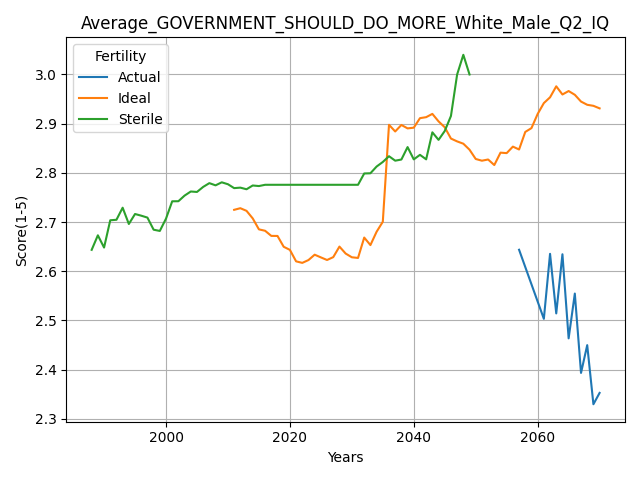 Average_GOVERNMENT_SHOULD_DO_MORE_White_Male_Q2_IQ
Fertility
Actual
Ideal
Sterile
Score(1-5)
3.0
2.9
2.8
2.7
2.6
2.5
2.4
2.3
2000
2020
2040
2060
Years